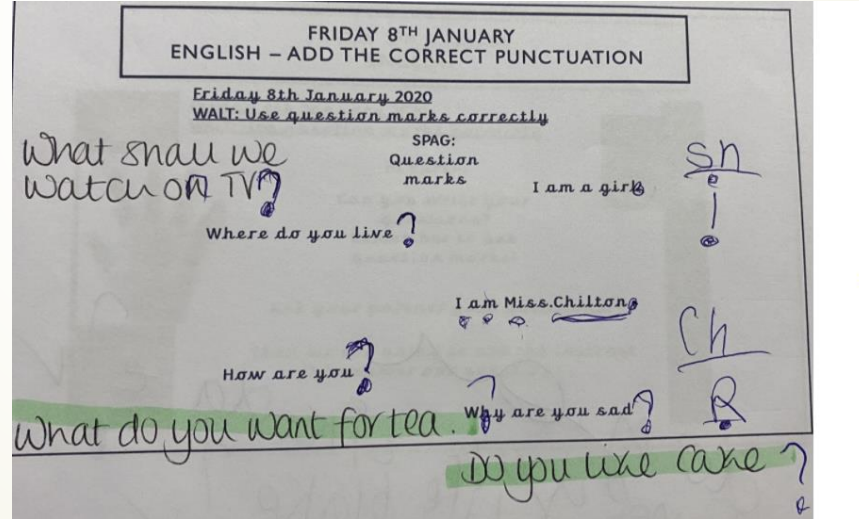 FRIDAY 8TH JANUARY
ENGLISH – ADD THE CORRECT PUNCTUATION
Friday 8th January 2020
WALT: Use question marks correctly
What shall we
watch on TV?
SPAG:
Question
marks
I am a girl.
sh
Where do you live?
I am Miss.Chilton.
Ch
How are you?
Why are you sad?
What do you want for tea.?
Do you like cake?